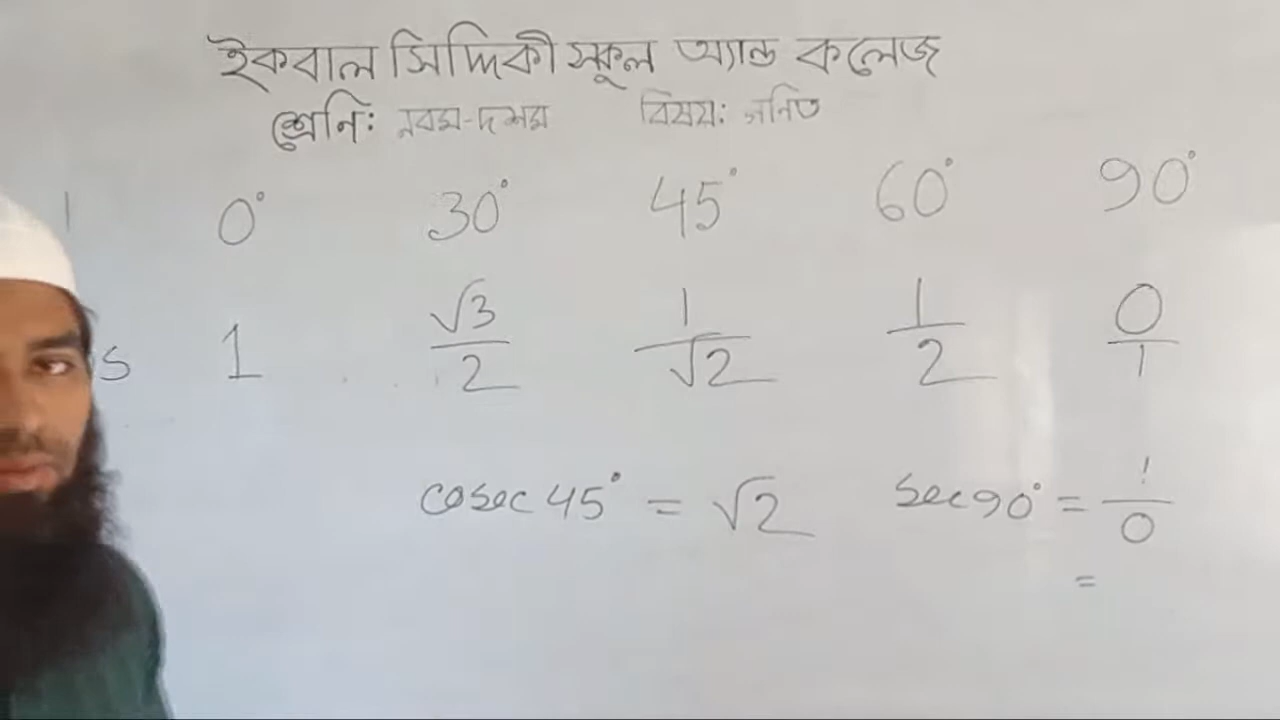 ইকবাল সিদ্দিকী স্কুল অ্যান্ড কলেজ
শ্রেনি: নবম-দশম বিষয়: গনিত
0° 30° 45° 60° 90°
s 1 √3/2 1/√2 1/2 0/1
cosec 45° = √2 sec 90° = 1/0
=